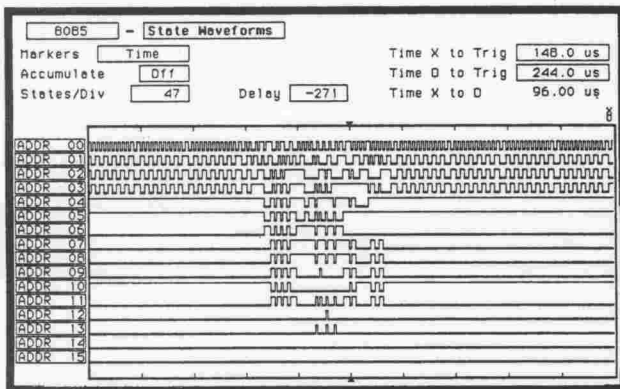 8085 - State Waveforms
Markers Time Time X to Trig 148.0 us
Accumulate Off Time O to Trig 244.0 us
States/Div 47 Delay -271 Time X to O 96.00 us
X
O
ADDR 00
ADDR 01
ADDR 02
ADDR 03
ADDR 04
ADDR 05
ADDR 06
ADDR 07
ADDR 08
ADDR 09
ADDR 10
ADDR 11
ADDR 12
ADDR 13
ADDR 14
ADDR 15